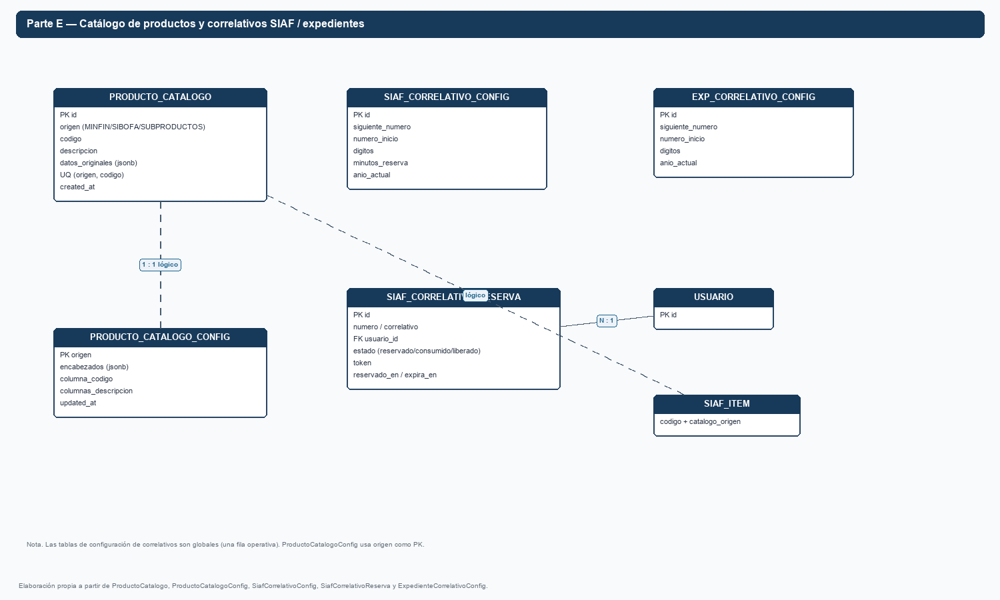 Parte E — Catálogo de productos y correlativos SIAF / expedientes
PRODUCTO_CATALOGO
PK id
origen (MINFIN/SIBOFA/SUBPRODUCTOS)
codigo
descripcion
datos_originales (jsonb)
UQ (origen, codigo)
created_at
SIAF_CORRELATIVO_CONFIG
PK id
siguiente_numero
numero_inicio
digitos
minutos_reserva
anio_actual
EXP_CORRELATIVO_CONFIG
PK id
siguiente_numero
numero_inicio
digitos
anio_actual
1 : 1 lógico
PRODUCTO_CATALOGO_CONFIG
PK origen
encabezados (jsonb)
columna_codigo
columnas_descripcion
updated_at
lógico
PK id
numero / correlativo
FK usuario_id
estado (reservado/consumido/liberado)
token
reservado_en / expira_en
N : 1
USUARIO
PK id
SIAF_ITEM
codigo + catalogo_origen
Nota. Las tablas de configuración de correlativos son globales (una fila operativa). ProductoCatalogoConfig usa origen como PK.
Elaboración propia a partir de ProductoCatalogo, ProductoCatalogoConfig, SiafCorrelativoConfig, SiafCorrelativoReserva y ExpedienteCorrelativoConfig.